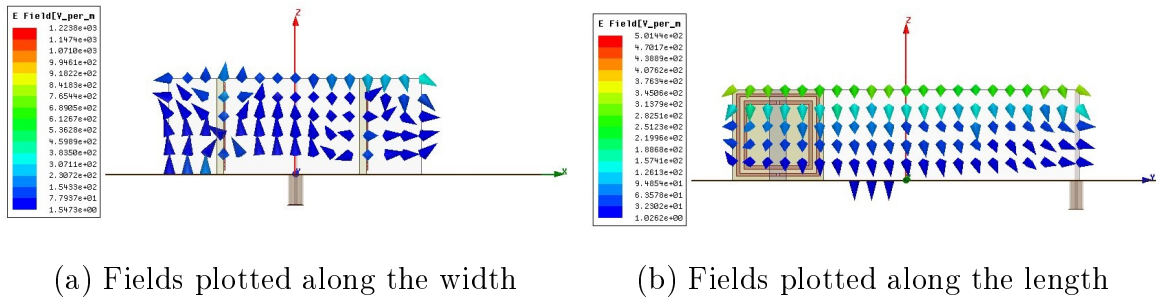 E Field[V_per_m
1.2238e+03
1.1474e+03
1.0710e+03
9.9461e+02
9.1822e+02
8.4183e+02
7.6544e+02
6.8905e+02
6.1267e+02
5.3628e+02
4.5989e+02
3.8350e+02
3.0711e+02
2.3072e+02
1.5433e+02
7.7937e+01
1.5473e+00
Z
X
E Field[V_per_m
5.0144e+02
4.7017e+02
4.3889e+02
4.0762e+02
3.7634e+02
3.4506e+02
3.1379e+02
2.8251e+02
2.5123e+02
2.1996e+02
1.8868e+02
1.5741e+02
1.2613e+02
9.4854e+01
6.3578e+01
3.2302e+01
1.0262e+00
Z
Y
(a) Fields plotted along the width
(b) Fields plotted along the length